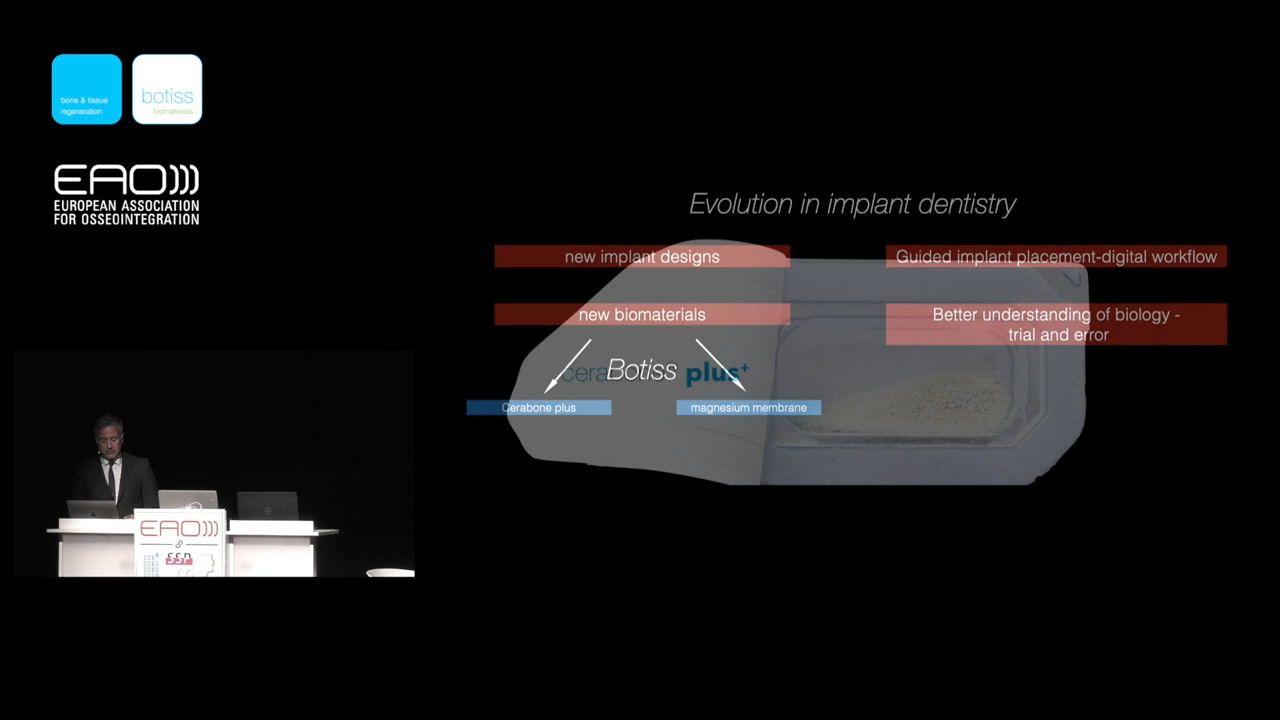 bone & tissue
regeneration
botiss
biomaterials
EAO)))
EUROPEAN ASSOCIATION
FOR OSSEOINTEGRATION
Evolution in implant dentistry
new implant designs
Guided implant placement-digital workflow
new biomaterials
Better understanding of biology -
trial and error
Botiss
plus+
Cerabone plus
magnesium membrane
EAO)))
&
SSP